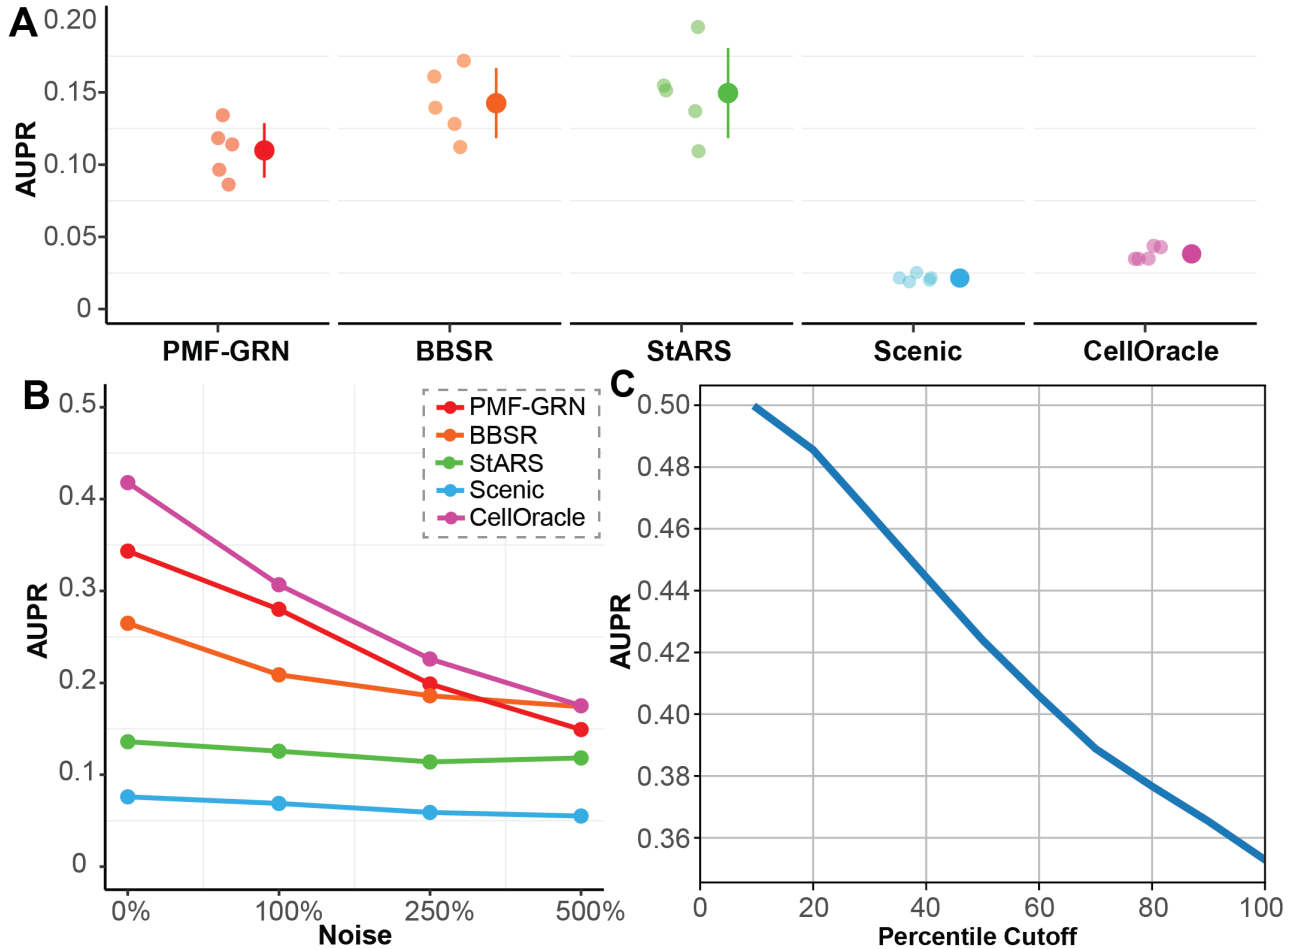 A
0.20
0.15
0.10
0.05
0
AUPR
PMF-GRN BBSR StARS Scenic CellOracle
B
0.5
0.4
0.3
0.2
0.1
0
AUPR
PMF-GRN
BBSR
StARS
Scenic
CellOracle
0% 100% 250% 500%
Noise
C
0.50
0.48
0.46
0.44
0.42
0.40
0.38
0.36
AUPR
0 20 40 60 80 100
Percentile Cutoff